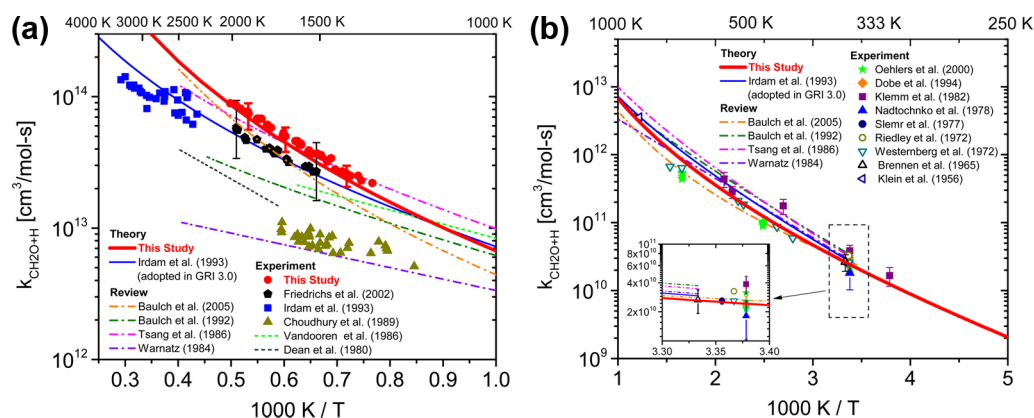 (a)
4000 K 3000 K 2500 K 2000 K 1500 K 1000 K
k_CH2O+H [cm³/mol-s]
10^14
10^13
10^12
Theory
This Study
Irdam et al. (1993)
(adopted in GRI 3.0)
Review
Baulch et al. (2005)
Baulch et al. (1992)
Tsang et al. (1986)
Warnatz (1984)
Experiment
This Study
Friedrichs et al. (2002)
Irdam et al. (1993)
Choudhury et al. (1989)
Vandooren et al. (1986)
Dean et al. (1980)
0.3 0.4 0.5 0.6 0.7 0.8 0.9 1.0
1000 K / T
(b)
1000 K 500 K 333 K 250 K
k_CH2O+H [cm³/mol-s]
10^13
10^12
10^11
10^10
10^9
Theory
This Study
Irdam et al. (1993)
(adopted in GRI 3.0)
Review
Baulch et al. (2005)
Baulch et al. (1992)
Tsang et al. (1986)
Warnatz (1984)
Experiment
Oehlers et al. (2000)
Dobe et al. (1994)
Klemm et al. (1982)
Nadtochnko et al. (1978)
Slemr et al. (1977)
Riedley et al. (1972)
Westenberg et al. (1972)
Brennen et al. (1965)
Klein et al. (1956)
10^11
8x10^10
6x10^10
4x10^10
2x10^10
3.30 3.35 3.40
1 2 3 4 5
1000 K / T